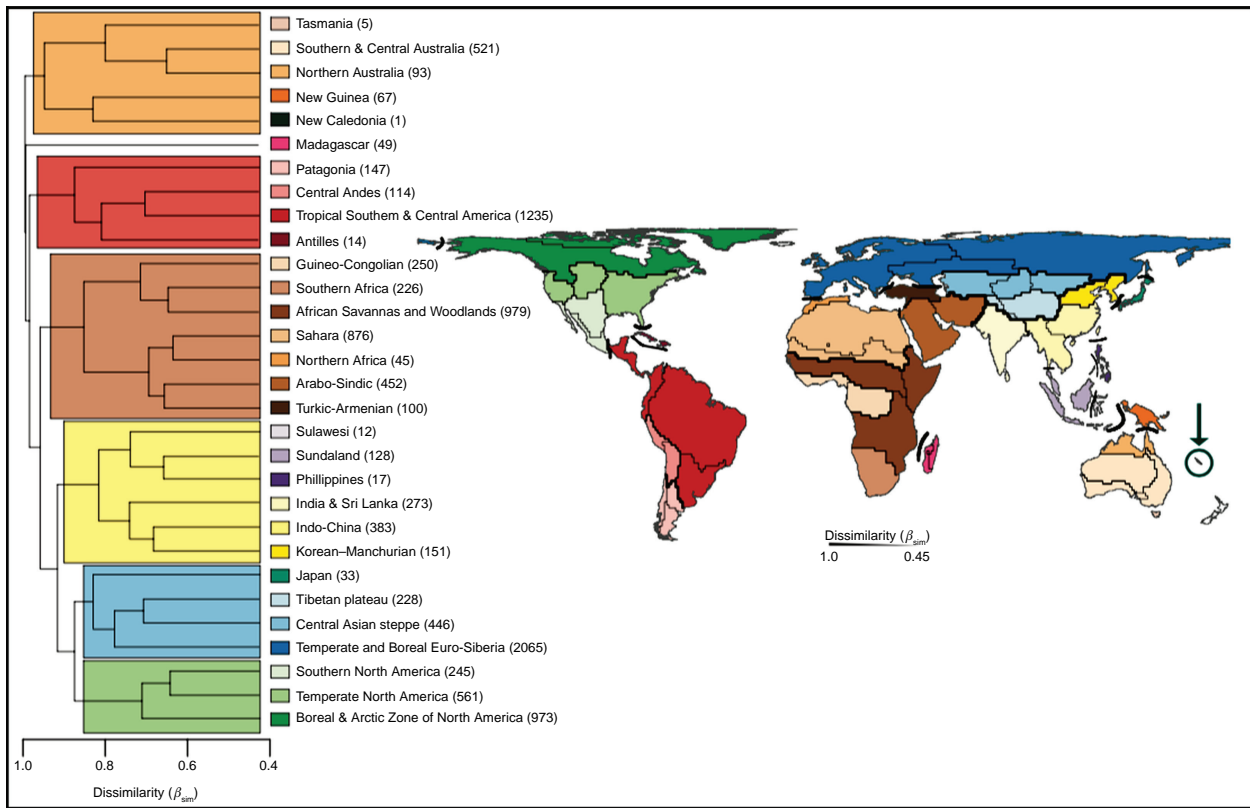 Tasmania (5)
Southern & Central Australia (521)
Northern Australia (93)
New Guinea (67)
New Caledonia (1)
Madagascar (49)
Patagonia (147)
Central Andes (114)
Tropical Southem & Central America (1235)
Antilles (14)
Guineo-Congolian (250)
Southern Africa (226)
African Savannas and Woodlands (979)
Sahara (876)
Northern Africa (45)
Arabo-Sindic (452)
Turkic-Armenian (100)
Sulawesi (12)
Sundaland (128)
Phillippines (17)
India & Sri Lanka (273)
Indo-China (383)
Korean–Manchurian (151)
Japan (33)
Tibetan plateau (228)
Central Asian steppe (446)
Temperate and Boreal Euro-Siberia (2065)
Southern North America (245)
Temperate North America (561)
Boreal & Arctic Zone of North America (973)
1.0 0.8 0.6 0.4
Dissimilarity (βsim)
Dissimilarity (βsim)
1.0 0.45